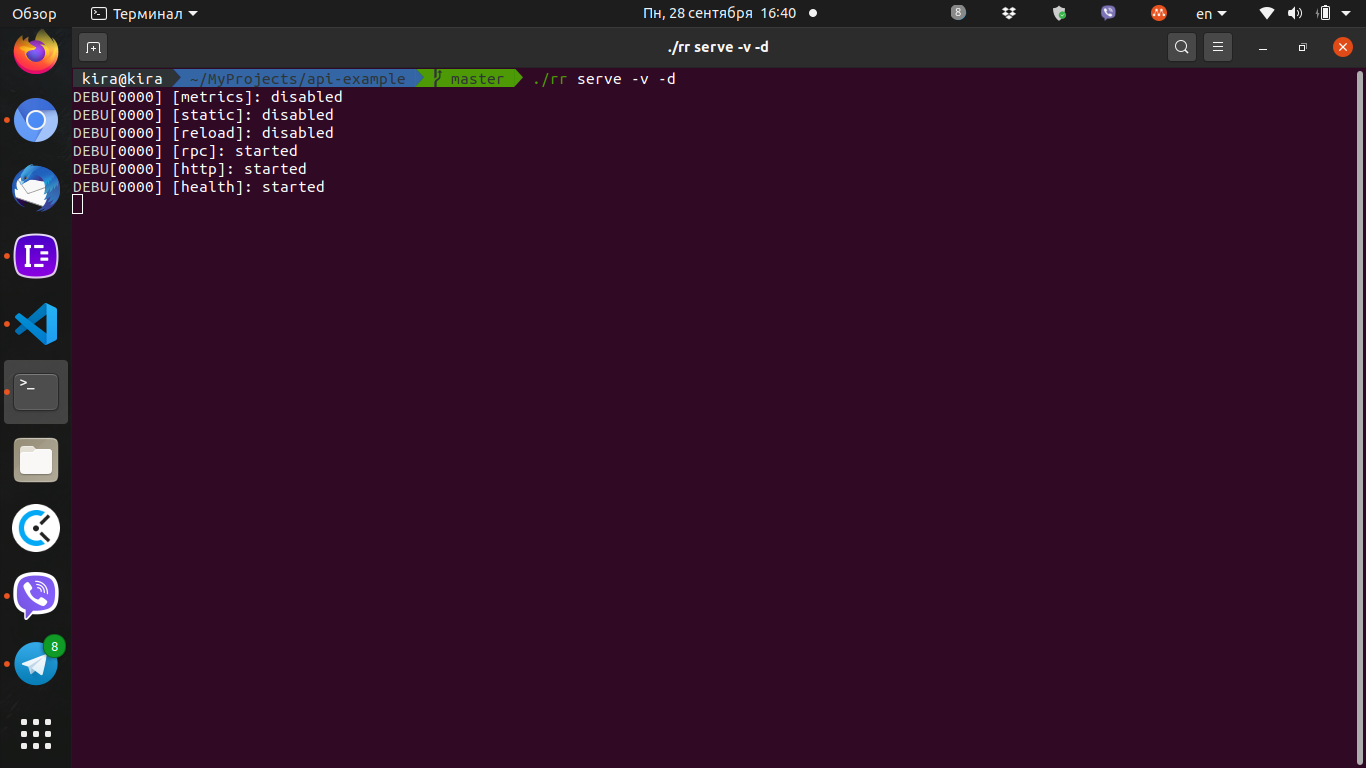 Обзор Терминал Пн, 28 сентября 16:40 8 en
./rr serve -v -d
kira@kira ~/MyProjects/api-example master ./rr serve -v -d
DEBU[0000] [metrics]: disabled
DEBU[0000] [static]: disabled
DEBU[0000] [reload]: disabled
DEBU[0000] [rpc]: started
DEBU[0000] [http]: started
DEBU[0000] [health]: started
>_
8